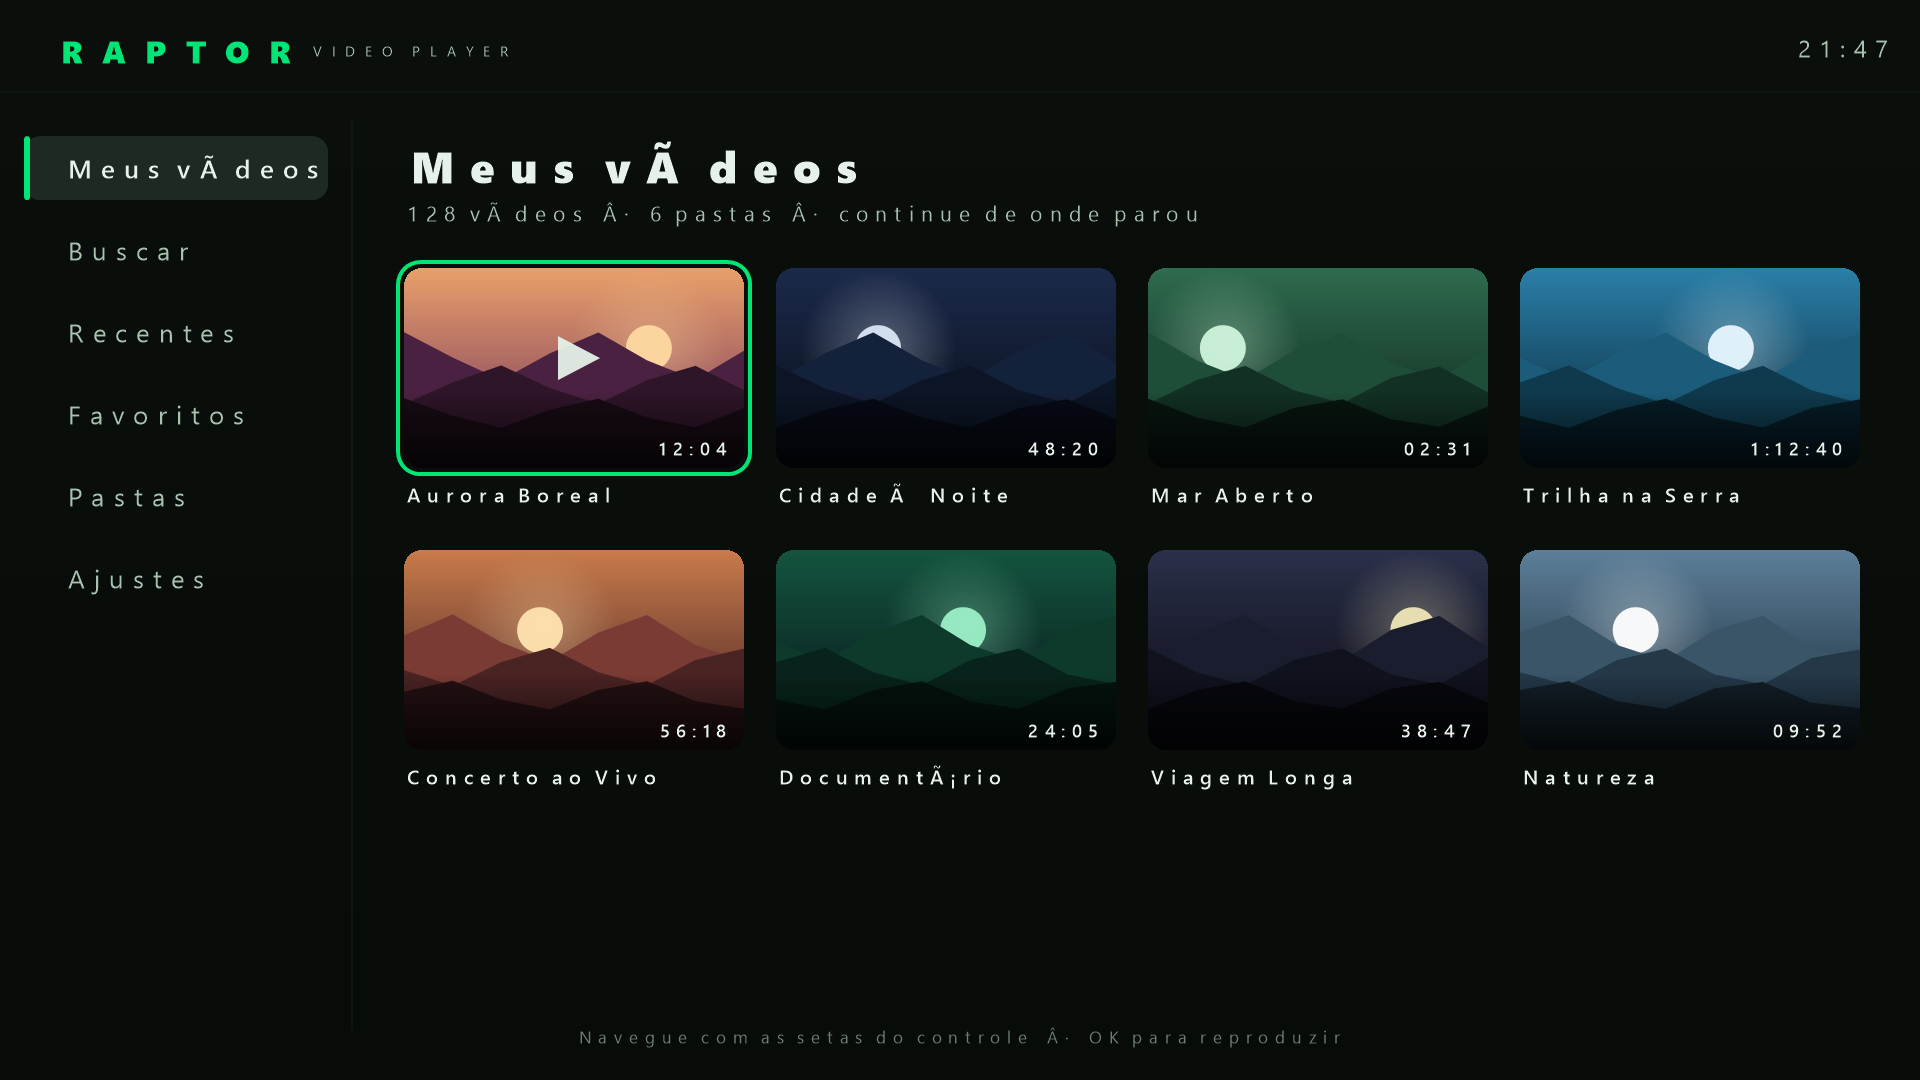 RAPTOR VIDEO PLAYER
21:47
Meus vÃ­deos
Buscar
Recentes
Favoritos
Pastas
Ajustes
Meus vÃ­deos
128 vÃ­deos Â· 6 pastas Â· continue de onde parou
12:04
48:20
02:31
1:12:40
Aurora Boreal
Cidade Ã  Noite
Mar Aberto
Trilha na Serra
56:18
24:05
38:47
09:52
Concerto ao Vivo
DocumentÃ¡rio
Viagem Longa
Natureza
Navegue com as setas do controle Â· OK para reproduzir